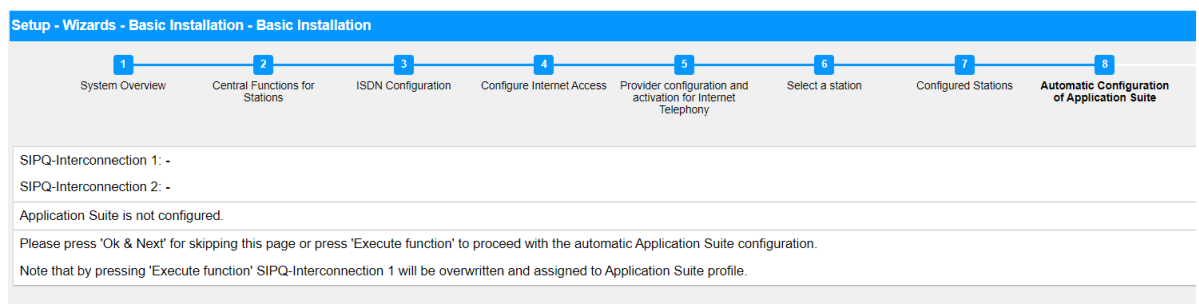 Setup - Wizards - Basic Installation - Basic Installation
1 2 3 4 5 6 7 8
System Overview
Central Functions for
Stations
ISDN Configuration
Configure Internet Access
Provider configuration and
activation for Internet
Telephony
Select a station
Configured Stations
Automatic Configuration
of Application Suite
SIPQ-Interconnection 1: -
SIPQ-Interconnection 2: -
Application Suite is not configured.
Please press 'Ok & Next' for skipping this page or press 'Execute function' to proceed with the automatic Application Suite configuration.
Note that by pressing 'Execute function' SIPQ-Interconnection 1 will be overwritten and assigned to Application Suite profile.